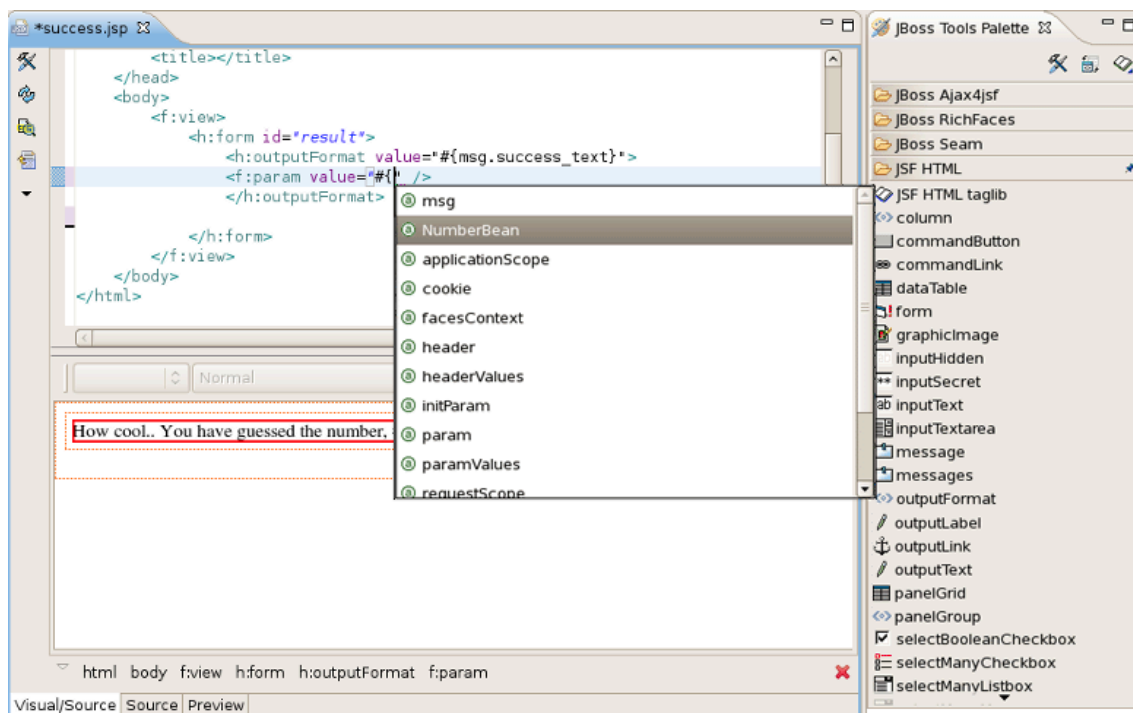 *success.jsp
<title></title>
</head>
<body>
<f:view>
<h:form id="result">
<h:outputFormat value="#{msg.success_text}">
<f:param value="#{" />
</h:outputFormat>
</h:form>
</f:view>
</body>
</html>
msg
NumberBean
applicationScope
cookie
facesContext
header
headerValues
initParam
param
paramValues
requestScope
Normal
How cool.. You have guessed the number,
html body f:view h:form h:outputFormat f:param
Visual/Source Source Preview
JBoss Tools Palette
JBoss Ajax4jsf
JBoss RichFaces
JBoss Seam
JSF HTML
JSF HTML taglib
column
commandButton
commandLink
dataTable
form
graphicImage
inputHidden
inputSecret
inputText
inputTextarea
message
messages
outputFormat
outputLabel
outputLink
outputText
panelGrid
panelGroup
selectBooleanCheckbox
selectManyCheckbox
selectManyListbox